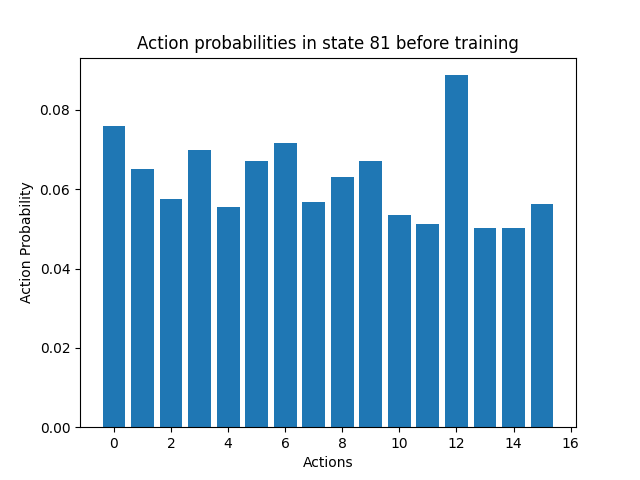 Action probabilities in state 81 before training
Action Probability
0.08
0.06
0.04
0.02
0.00
0 2 4 6 8 10 12 14 16
Actions